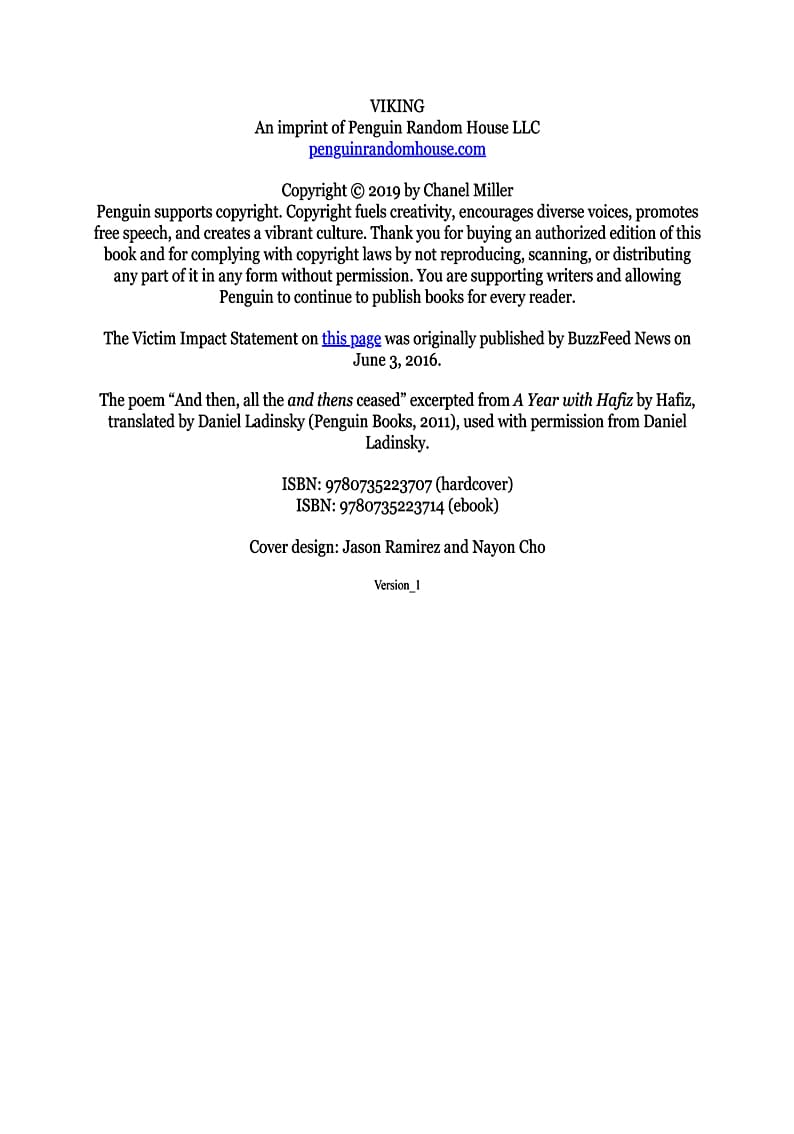 VIKING
An imprint of Penguin Random House LLC
penguinrandomhouse.com
Copyright © 2019 by Chanel Miller
Penguin supports copyright. Copyright fuels creativity, encourages diverse voices, promotes
free speech, and creates a vibrant culture. Thank you for buying an authorized edition of this
book and for complying with copyright laws by not reproducing, scanning, or distributing
any part of it in any form without permission. You are supporting writers and allowing
Penguin to continue to publish books for every reader.
The Victim Impact Statement on this page was originally published by BuzzFeed News on
June 3, 2016.
The poem “And then, all the and thens ceased” excerpted from A Year with Hafiz by Hafiz,
translated by Daniel Ladinsky (Penguin Books, 2011), used with permission from Daniel
Ladinsky.
ISBN: 9780735223707 (hardcover)
ISBN: 9780735223714 (ebook)
Cover design: Jason Ramirez and Nayon Cho
Version_1